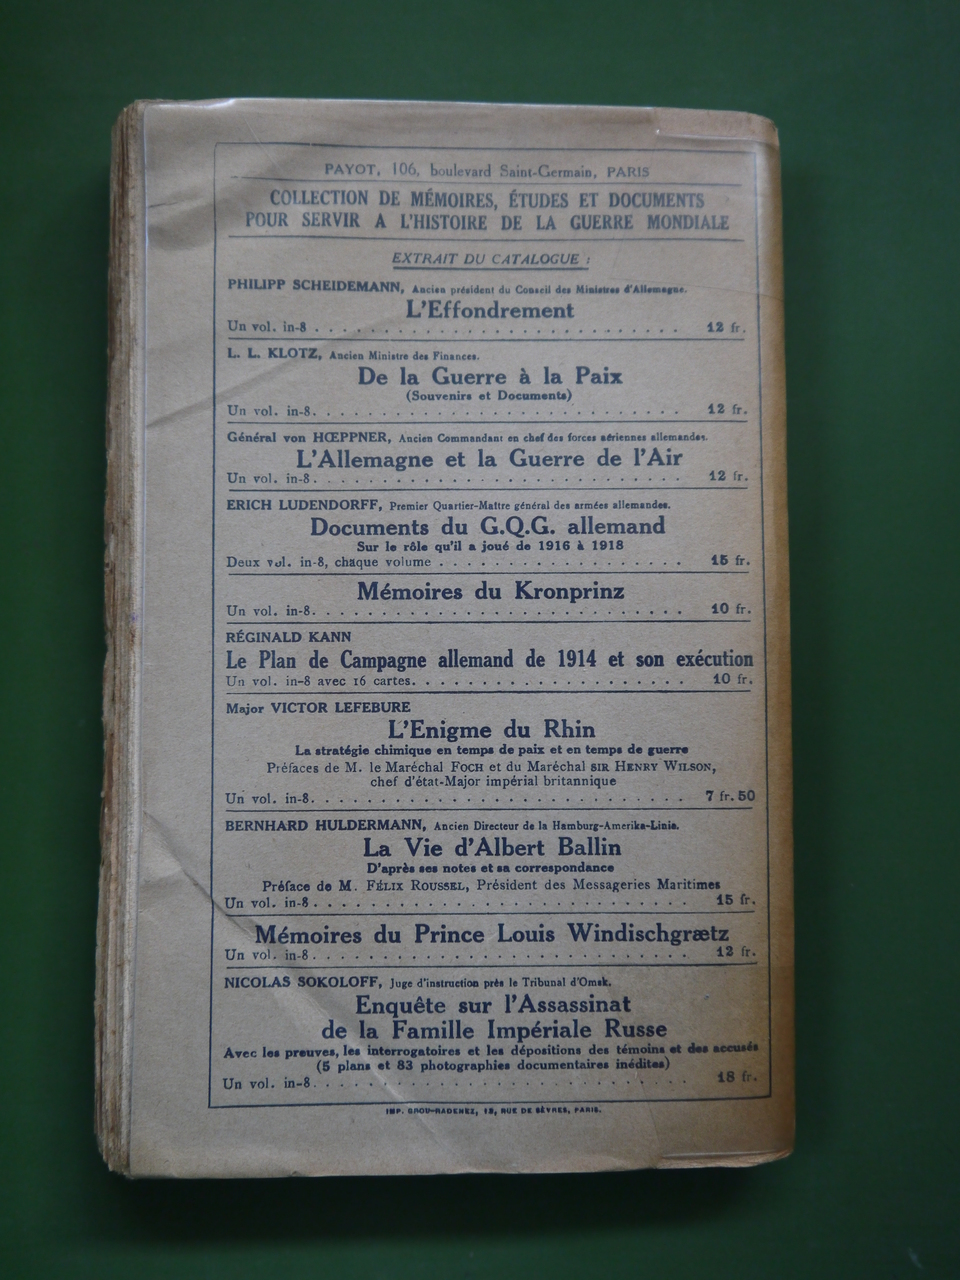 PAYOT, 106, boulevard Saint-Germain, PARIS
COLLECTION DE MÉMOIRES, ÉTUDES ET DOCUMENTS
POUR SERVIR A L'HISTOIRE DE LA GUERRE MONDIALE
EXTRAIT DU CATALOGUE :
PHILIPP SCHEIDEMANN, Ancien président du Conseil des Ministres d'Allemagne.
L'Effondrement
Un vol. in-8 . . . . . . . . . . . . . . . . . . . . . . . . . . . 12 fr.
L. L. KLOTZ, Ancien Ministre des Finances.
De la Guerre à la Paix
(Souvenirs et Documents)
Un vol. in-8. . . . . . . . . . . . . . . . . . . . . . . . . . . 12 fr.
Général von HŒPPNER, Ancien Commandant en chef des forces aériennes allemandes.
L'Allemagne et la Guerre de l'Air
Un vol. in-8. . . . . . . . . . . . . . . . . . . . . . . . . . . 12 fr.
ERICH LUDENDORFF, Premier Quartier-Maître général des armées allemandes.
Documents du G.Q.G. allemand
Sur le rôle qu'il a joué de 1916 à 1918
Deux vol. in-8, chaque volume . . . . . . . . . . . . . . . . . . 15 fr.
Mémoires du Kronprinz
Un vol. in-8. . . . . . . . . . . . . . . . . . . . . . . . . . . 10 fr.
RÉGINALD KANN
Le Plan de Campagne allemand de 1914 et son exécution
Un vol. in-8 avec 16 cartes. . . . . . . . . . . . . . . . . . . . 10 fr.
Major VICTOR LEFEBURE
L'Enigme du Rhin
La stratégie chimique en temps de paix et en temps de guerre
Préfaces de M. le Maréchal FOCH et du Maréchal SIR HENRY WILSON,
chef d'état-Major impérial britannique
Un vol. in-8. . . . . . . . . . . . . . . . . . . . . . . . . . . 7 fr. 50
BERNHARD HULDERMANN, Ancien Directeur de la Hamburg-Amerika-Linie.
La Vie d'Albert Ballin
D'après ses notes et sa correspondance
Préface de M. FÉLIX ROUSSEL, Président des Messageries Maritimes
Un vol. in-8. . . . . . . . . . . . . . . . . . . . . . . . . . . 15 fr.
Mémoires du Prince Louis Windischgrætz
Un vol. in-8. . . . . . . . . . . . . . . . . . . . . . . . . . . 12 fr.
NICOLAS SOKOLOFF, Juge d'instruction près le Tribunal d'Omsk.
Enquête sur l'Assassinat
de la Famille Impériale Russe
Avec les preuves, les interrogatoires et les dépositions des témoins et des accusés
(5 plans et 83 photographies documentaires inédites)
Un vol. in-8. . . . . . . . . . . . . . . . . . . . . . . . . . . 18 fr.
IMP. GROU-RADENEZ, 18, RUE DE SÈVRES, PARIS.